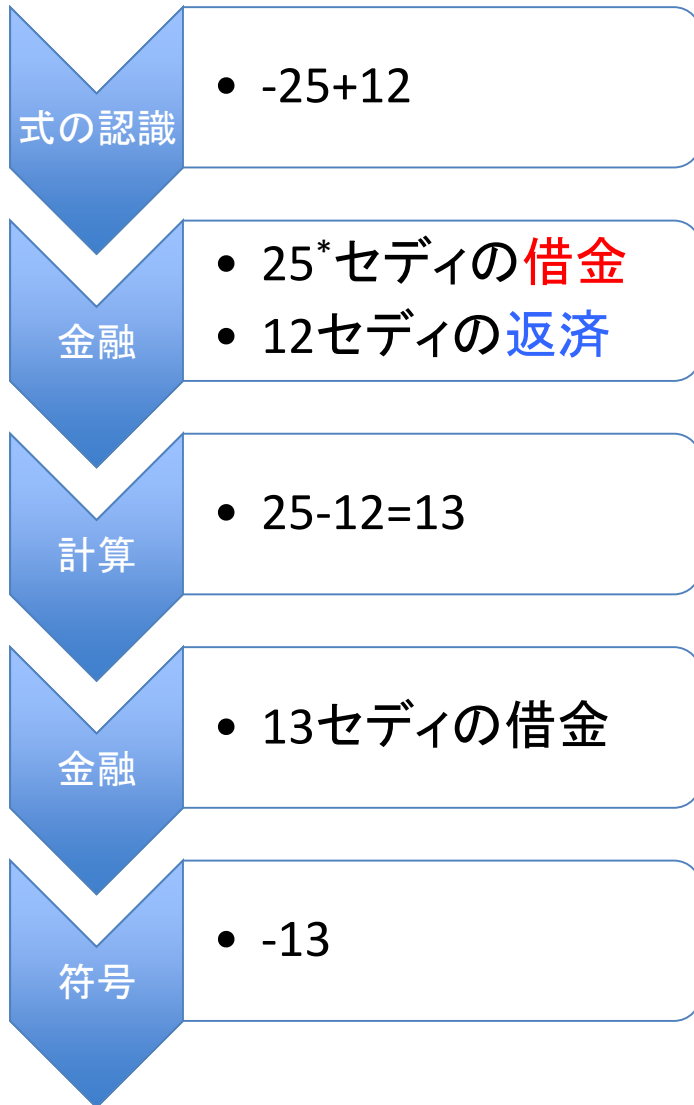 式の認識
• -25+12
金融
• 25*セディの借金
• 12セディの返済
計算
• 25-12=13
金融
• 13セディの借金
符号
• -13